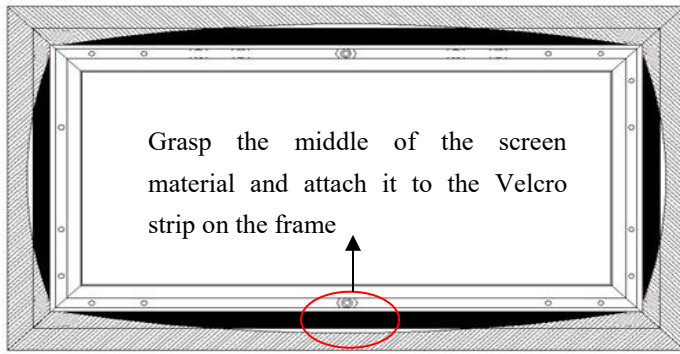 Grasp the middle of the screen
material and attach it to the Velcro
strip on the frame